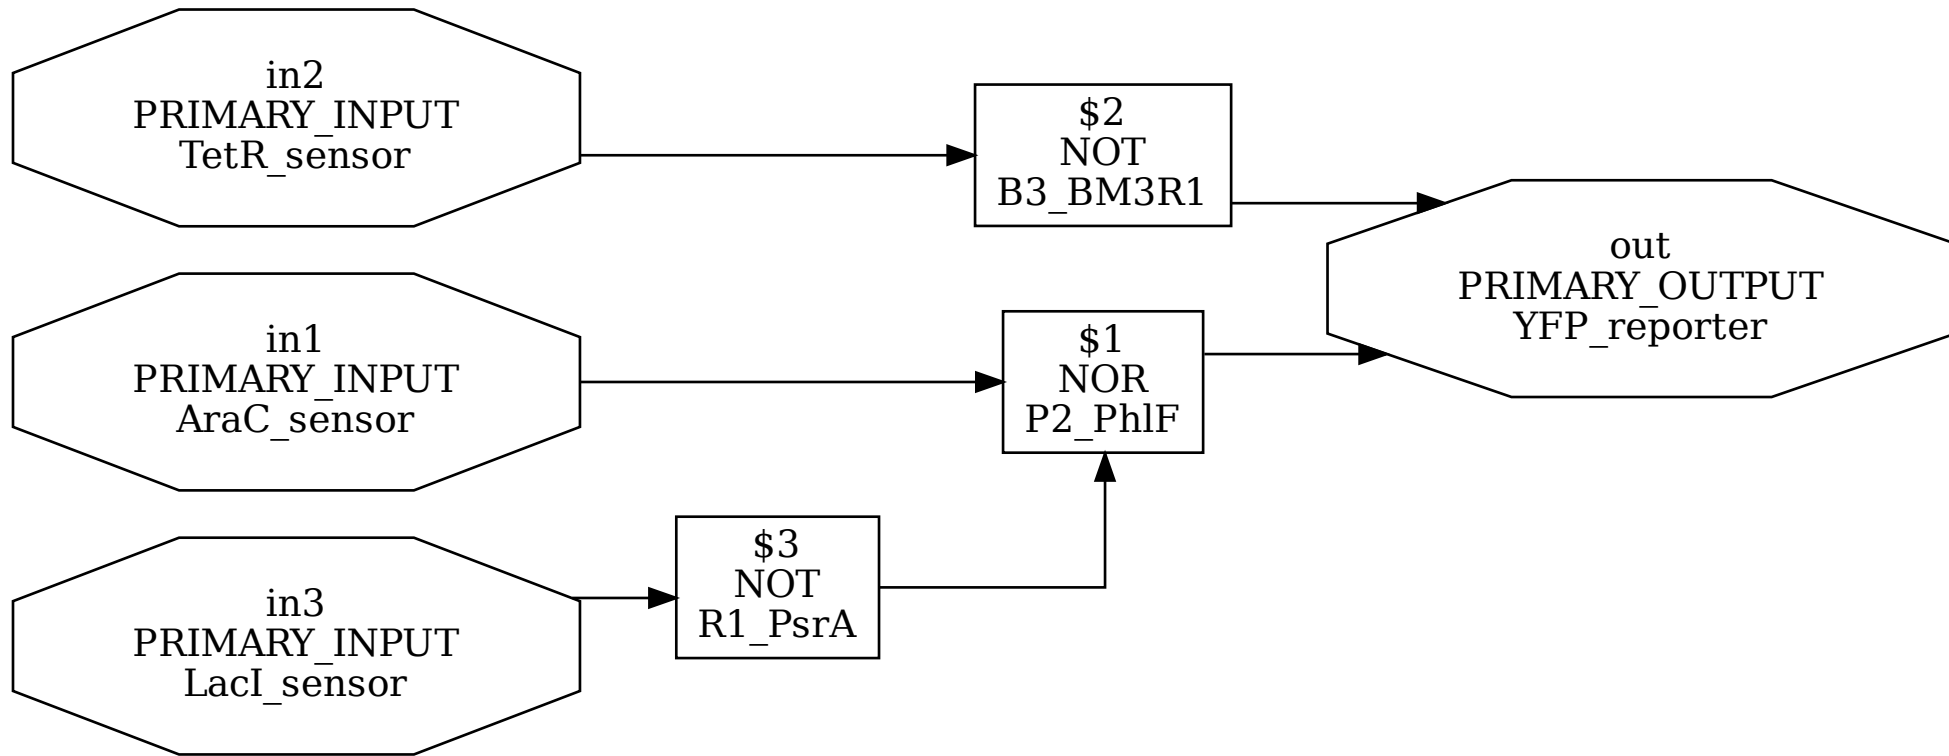 in2
PRIMARY_INPUT
TetR_sensor
$2
NOT
B3_BM3R1
out
PRIMARY_OUTPUT
YFP_reporter
in1
PRIMARY_INPUT
AraC_sensor
$1
NOR
P2_PhlF
in3
PRIMARY_INPUT
LacI_sensor
$3
NOT
R1_PsrA